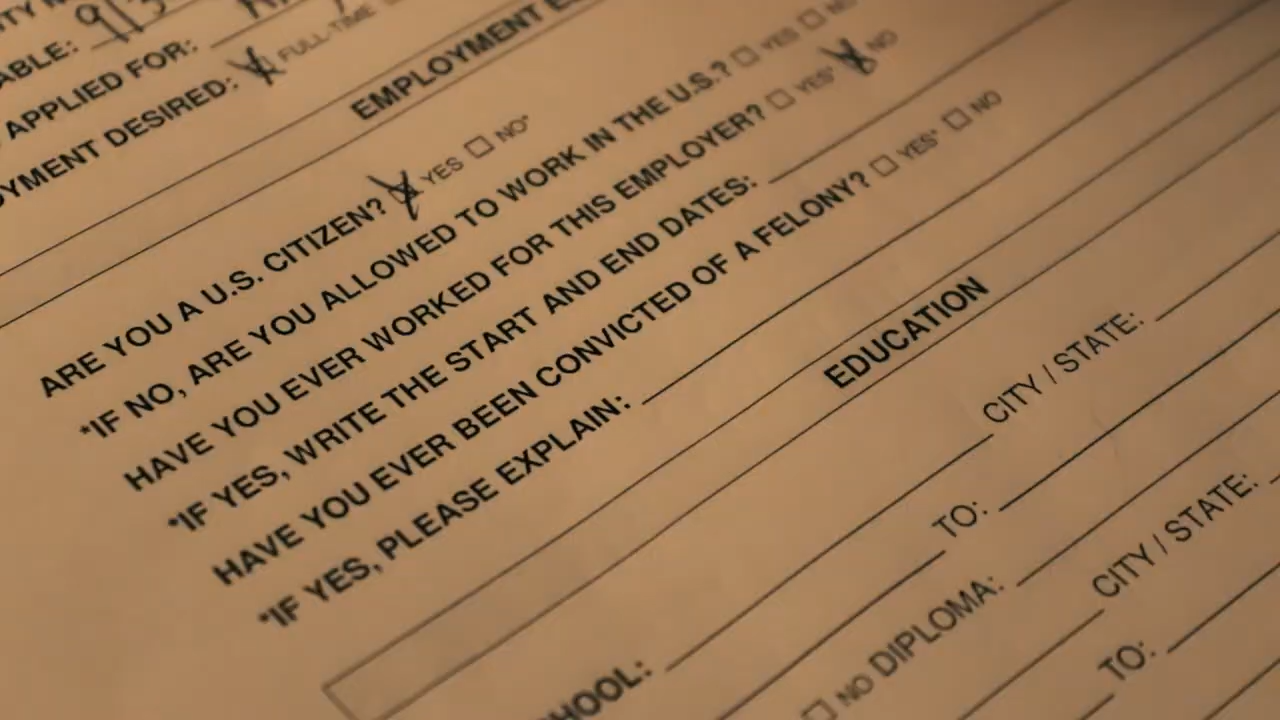 ABLE: 913
APPLIED FOR:
YMENT DESIRED: FULL-TIME
EMPLOYMENT E
ARE YOU A U.S. CITIZEN? YES NO*
*IF NO, ARE YOU ALLOWED TO WORK IN THE U.S.? YES NO
HAVE YOU EVER WORKED FOR THIS EMPLOYER? YES* NO
*IF YES, WRITE THE START AND END DATES:
HAVE YOU EVER BEEN CONVICTED OF A FELONY? YES* NO
*IF YES, PLEASE EXPLAIN:
EDUCATION
CITY / STATE:
TO:
HOOL: CITY / STATE:
NO DIPLOMA:
TO: